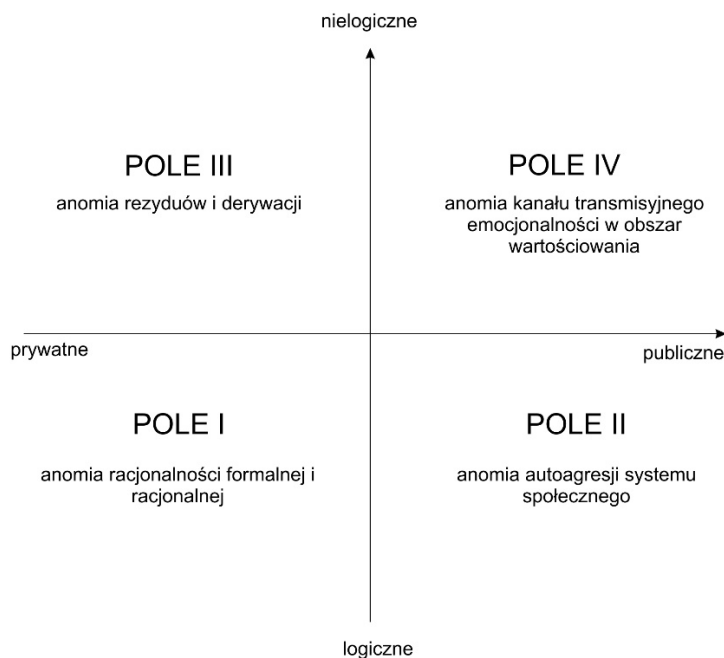 nielogiczne
POLE III
anomia rezyduów i derywacji
POLE IV
anomia kanału transmisyjnego
emocjonalności w obszar
wartościowania
prywatne
publiczne
POLE I
anomia racjonalności formalnej i
racjonalnej
POLE II
anomia autoagresji systemu
społecznego
logiczne